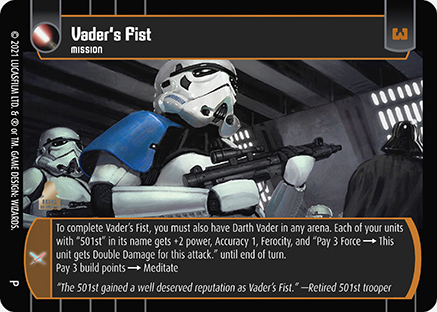 Vader's Fist
MISSION
© 2021 LUCASFILM LTD. & ® or TM. GAME DESIGN: WIZARDS.
To complete Vader's Fist, you must also have Darth Vader in any arena. Each of your units
with "501st" in its name gets +2 power, Accuracy 1, Ferocity, and "Pay 3 Force → This
unit gets Double Damage for this attack." until end of turn.
Pay 3 build points → Meditate
"The 501st gained a well deserved reputation as Vader's Fist." —Retired 501st trooper
P